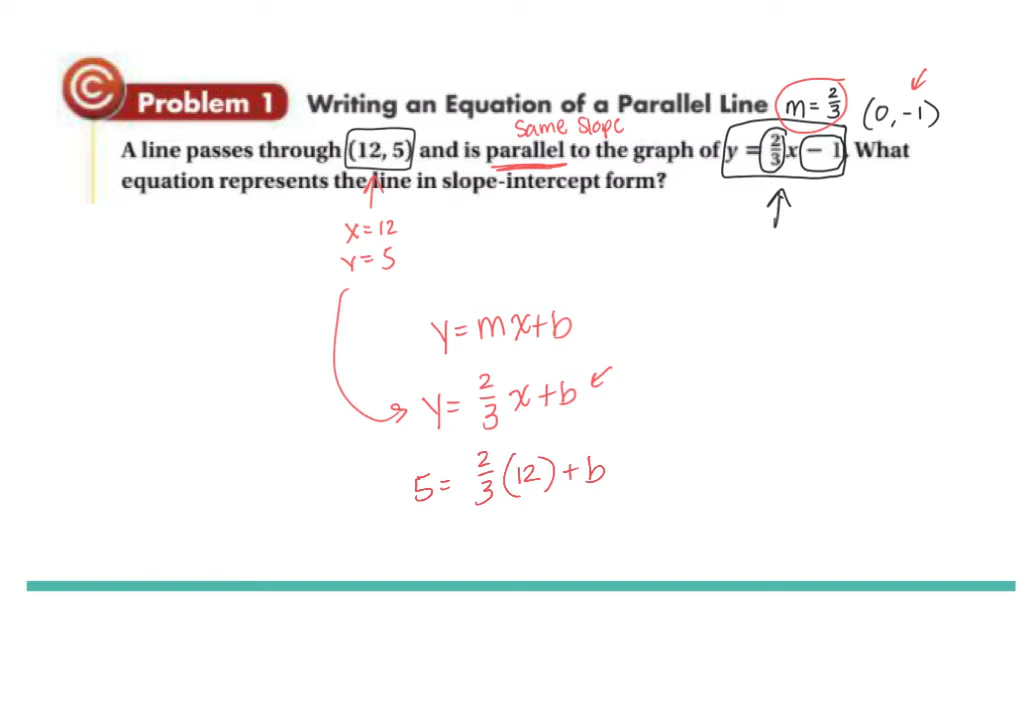 © Problem 1 Writing an Equation of a Parallel Line m = 2/3 (0, -1)
same slope
A line passes through (12, 5) and is parallel to the graph of y = 2/3 x - 1. What
equation represents the line in slope-intercept form?
x = 12
y = 5
y = mx + b
y = 2/3 x + b
5 = 2/3 (12) + b